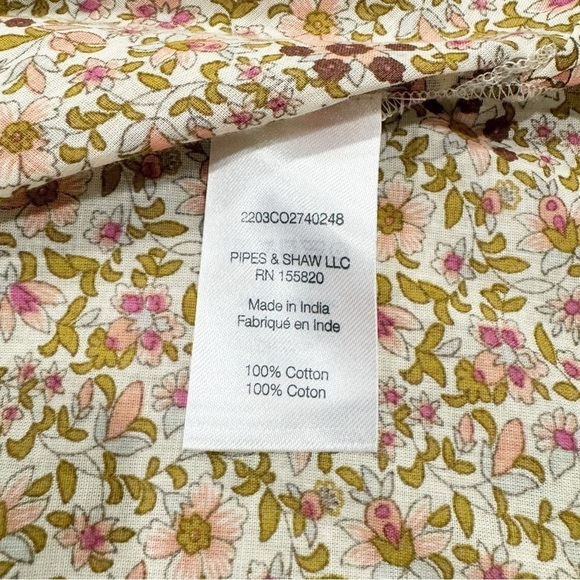 2203CO2740248
PIPES & SHAW LLC
RN 155820
Made in India
Fabriqué en Inde
100% Cotton
100% Coton